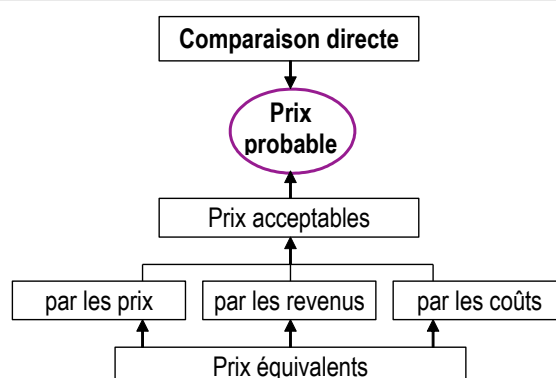 Comparaison directe
Prix
probable
Prix acceptables
par les prix
par les revenus
par les coûts
Prix équivalents